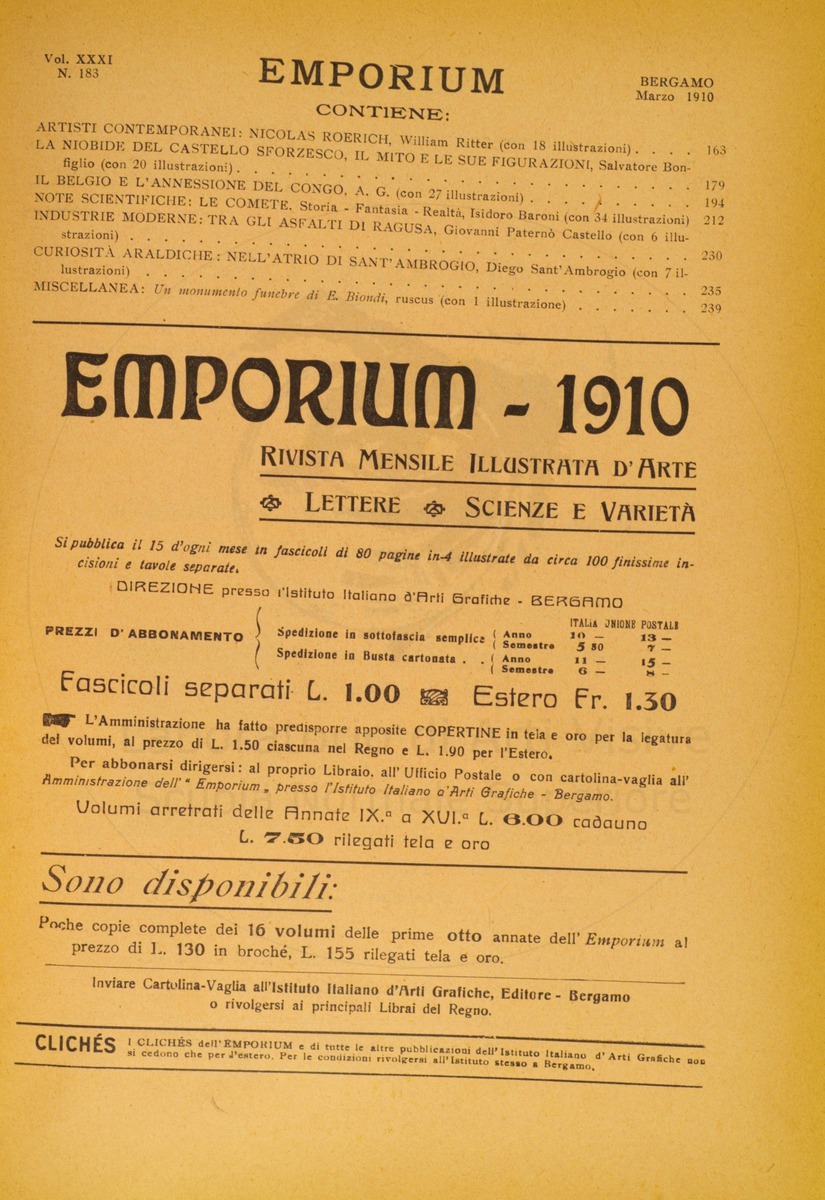 Vol. XXXI
N. 183
EMPORIUM
BERGAMO
Marzo 1910
CONTIENE:
ARTISTI CONTEMPORANEI: NICOLAS ROERICH, William Ritter (con 18 illustrazioni) . . . . 163
LA NIOBIDE DEL CASTELLO SFORZESCO, IL MITO E LE SUE FIGURAZIONI, Salvatore Bon-
figlio (con 20 illustrazioni) . . . . . . . . . . . . . . . . . . . . 179
IL BELGIO E L'ANNESSIONE DEL CONGO, A. G. (con 27 illustrazioni) . . . . . . . . 194
NOTE SCIENTIFICHE: LE COMETE. Storia - Fantasia - Realtà, Isidoro Baroni (con 34 illustrazioni) 212
INDUSTRIE MODERNE: TRA GLI ASFALTI DI RAGUSA, Giovanni Paternò Castello (con 6 illu-
strazioni) . . . . . . . . . . . . . . . . . . . . . . . . . 230
CURIOSITÀ ARALDICHE: NELL'ATRIO DI SANT'AMBROGIO, Diego Sant'Ambrogio (con 7 il-
lustrazioni) . . . . . . . . . . . . . . . . . . . . . . . . 235
MISCELLANEA: Un monumento funebre di E. Biondi, ruscus (con 1 illustrazione) . . . . . . . 239
EMPORIUM - 1910
RIVISTA MENSILE ILLUSTRATA D'ARTE
LETTERE SCIENZE E VARIETÀ
Si pubblica il 15 d'ogni mese in fascicoli di 80 pagine in-4 illustrate da circa 100 finissime in-
cisioni e tavole separate.
DIREZIONE presso l'Istituto Italiano d'Arti Grafiche - BERGAMO
ITALIA UNIONE POSTALE
PREZZI D'ABBONAMENTO { Spedizione in sottofascia semplice ( Anno 10 — 13 —
( Semestre 5 50 7 —
Spedizione in Busta cartonata . . ( Anno 11 — 15 —
( Semestre 6 — 8 —
Fascicoli separati L. 1.00 Estero Fr. 1.30
L'Amministrazione ha fatto predisporre apposite COPERTINE in tela e oro per la legatura
dei volumi, al prezzo di L. 1.50 ciascuna nel Regno e L. 1.90 per l'Estero.
Per abbonarsi dirigersi: al proprio Libraio, all'Ufficio Postale o con cartolina-vaglia all'
Amministrazione dell'" Emporium „ presso l'Istituto Italiano d'Arti Grafiche - Bergamo.
Volumi arretrati delle Annate IX.ª a XVI.ª L. 6.00 cadauno
L. 7.50 rilegati tela e oro
Sono disponibili:
Poche copie complete dei 16 volumi delle prime otto annate dell'Emporium al
prezzo di L. 130 in broché, L. 155 rilegati tela e oro.
Inviare Cartolina-Vaglia all'Istituto Italiano d'Arti Grafiche, Editore - Bergamo
o rivolgersi ai principali Librai del Regno.
CLICHÉS I CLICHÉS dell'EMPORIUM e di tutte le altre pubblicazioni dell'Istituto Italiano d'Arti Grafiche non
si cedono che per l'estero. Per le condizioni rivolgersi all'Istituto stesso a Bergamo.